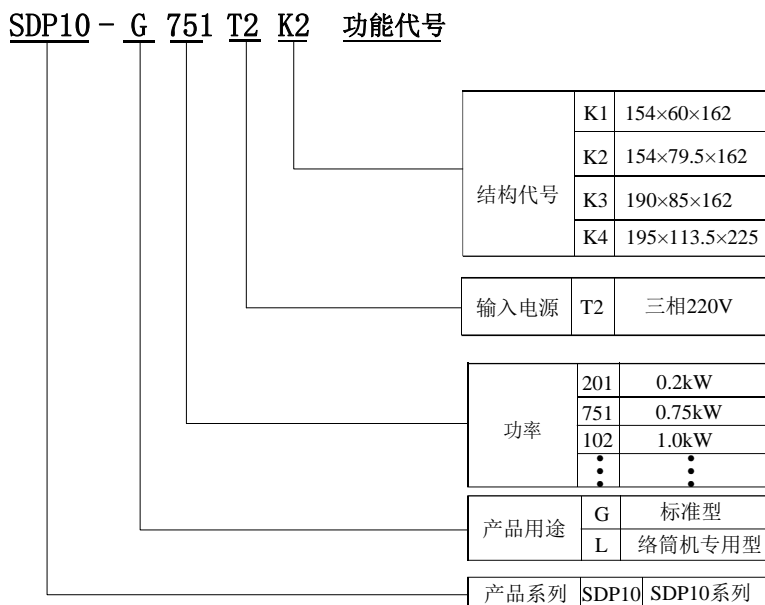 SDP10 - G 751 T2 K2 功能代号
结构代号
K1 154×60×162
K2 154×79.5×162
K3 190×85×162
K4 195×113.5×225
输入电源 T2 三相220V
功率
201 0.2kW
751 0.75kW
102 1.0kW
产品用途
G 标准型
L 络筒机专用型
产品系列 SDP10 SDP10系列